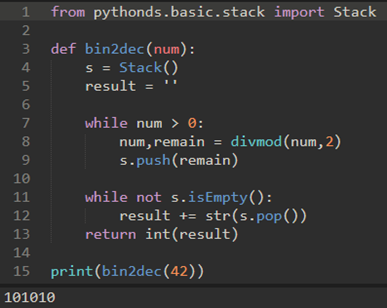 1 from pythonds.basic.stack import Stack
2
3 def bin2dec(num):
4     s = Stack()
5     result = ''
6
7     while num > 0:
8         num,remain = divmod(num,2)
9         s.push(remain)
10
11     while not s.isEmpty():
12         result += str(s.pop())
13     return int(result)
14
15 print(bin2dec(42))
101010